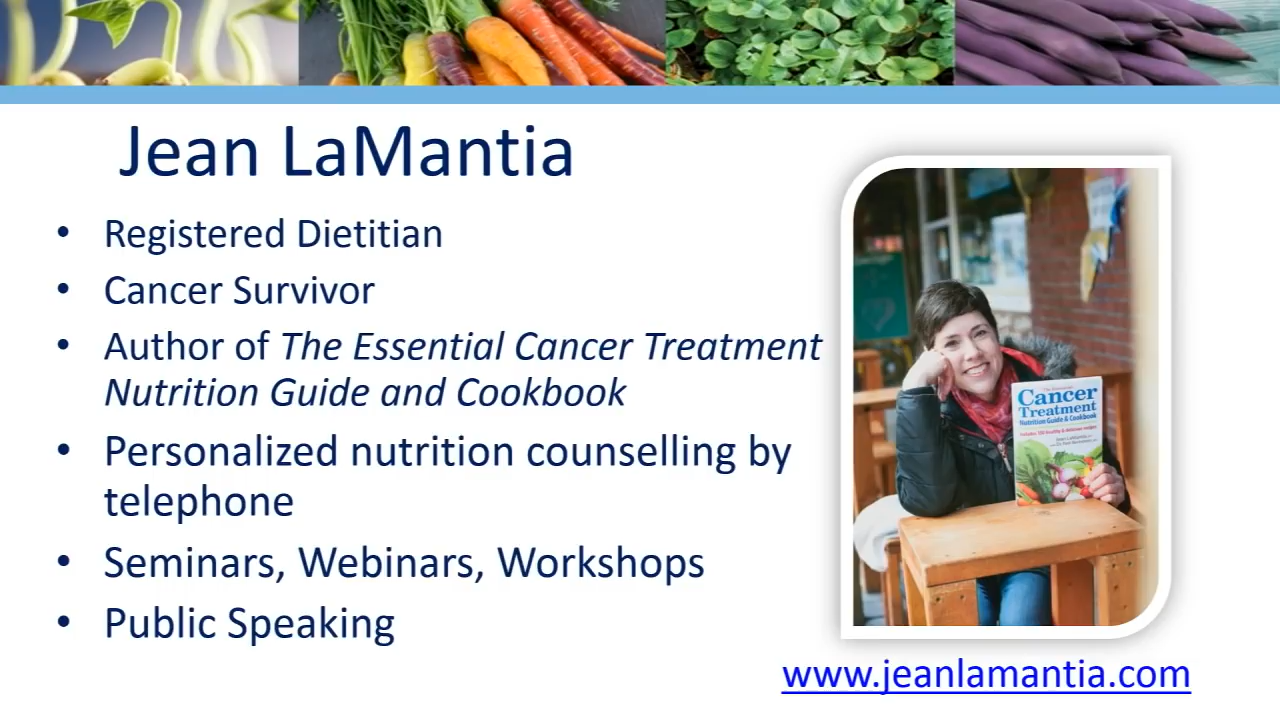 Jean LaMantia
• Registered Dietitian
• Cancer Survivor
• Author of The Essential Cancer Treatment
Nutrition Guide and Cookbook
• Personalized nutrition counselling by
telephone
• Seminars, Webinars, Workshops
• Public Speaking
Cancer
Treatment
Nutrition Guide & Cookbook
www.jeanlamantia.com